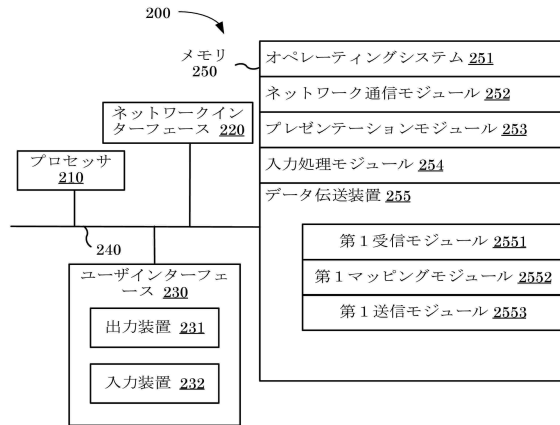 200
メモリ
250
オペレーティングシステム 251
ネットワーク通信モジュール 252
ネットワークイン
ターフェース 220
プレゼンテーションモジュール 253
プロセッサ
210
入力処理モジュール 254
データ伝送装置 255
240
第1受信モジュール 2551
ユーザインターフェ
ース 230
第1マッピングモジュール 2552
出力装置 231
第1送信モジュール 2553
入力装置 232